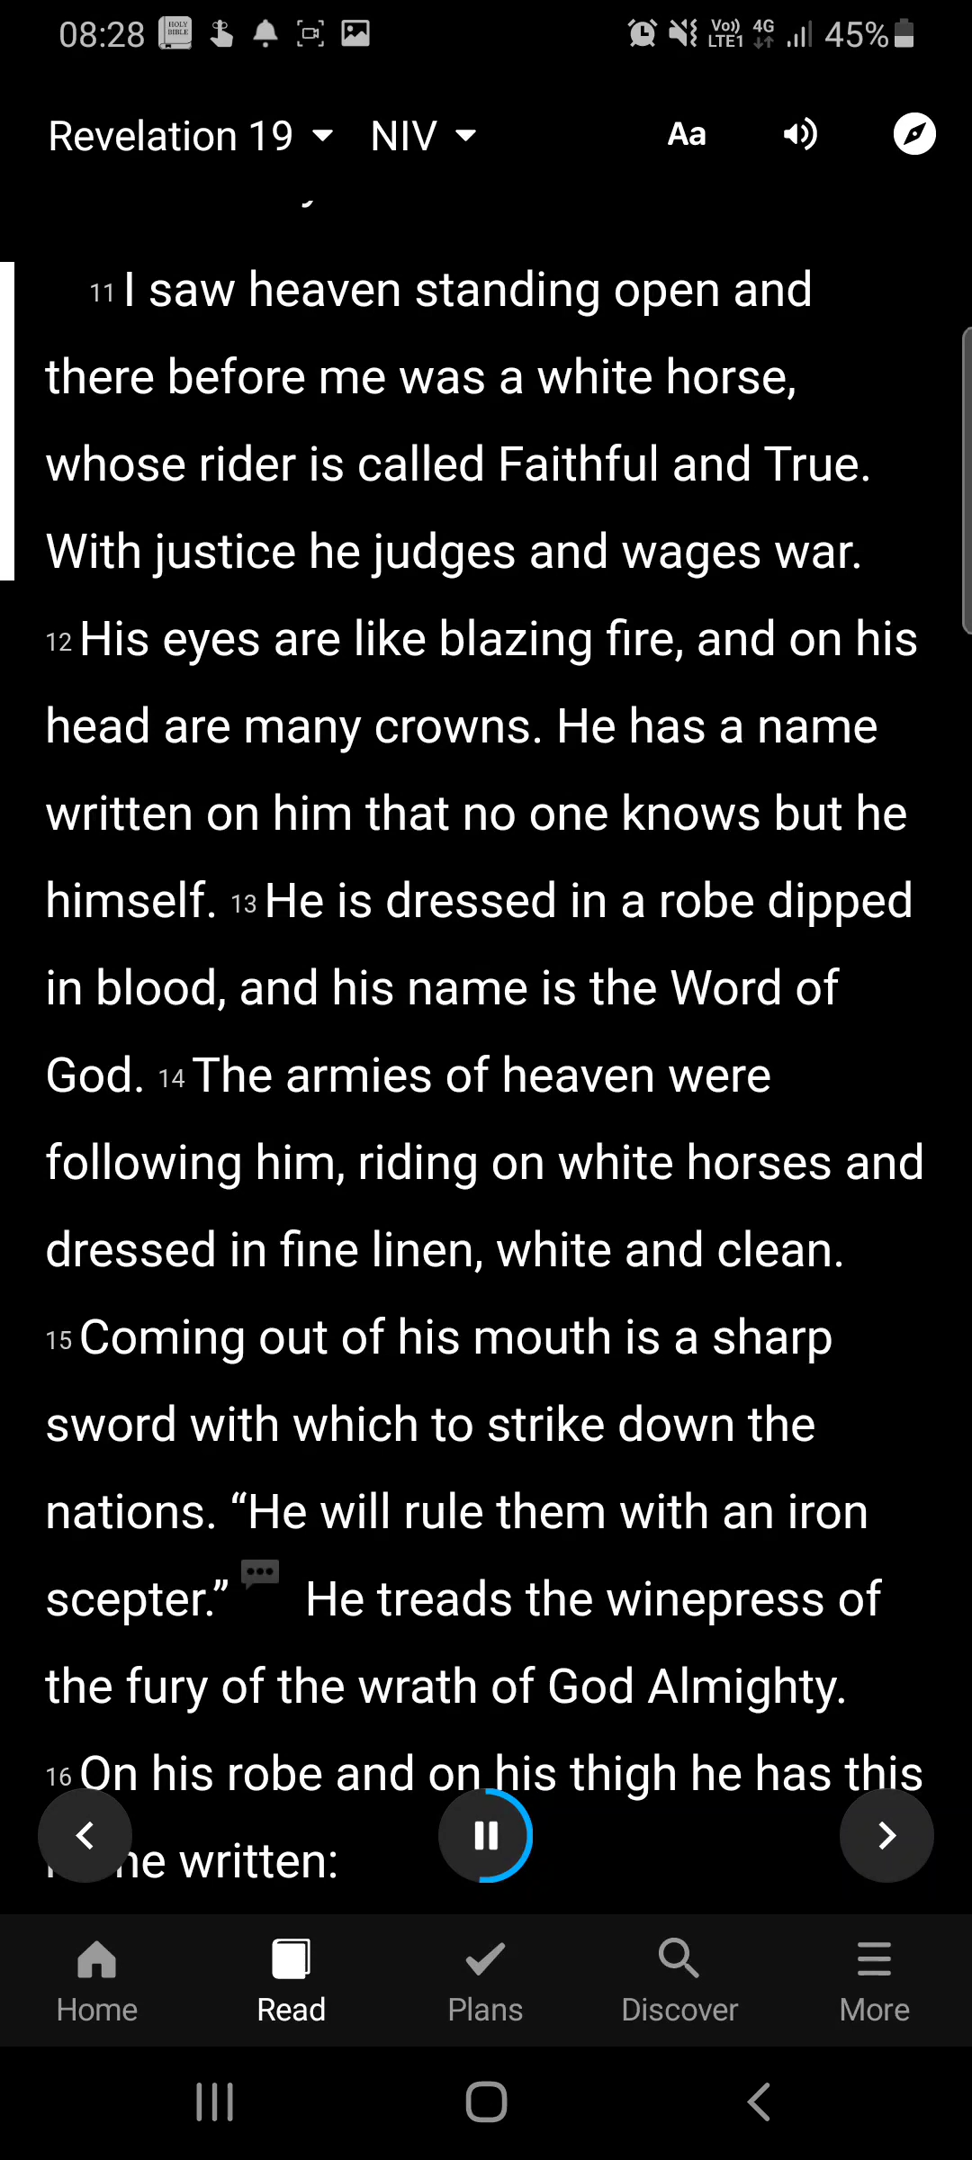 08:28 HOLY BIBLE Vo)) LTE1 4G 45%
Revelation 19 NIV Aa
11 I saw heaven standing open and
there before me was a white horse,
whose rider is called Faithful and True.
With justice he judges and wages war.
12 His eyes are like blazing fire, and on his
head are many crowns. He has a name
written on him that no one knows but he
himself. 13 He is dressed in a robe dipped
in blood, and his name is the Word of
God. 14 The armies of heaven were
following him, riding on white horses and
dressed in fine linen, white and clean.
15 Coming out of his mouth is a sharp
sword with which to strike down the
nations. “He will rule them with an iron
scepter.” He treads the winepress of
the fury of the wrath of God Almighty.
16 On his robe and on his thigh he has this
written:
Home Read Plans Discover More